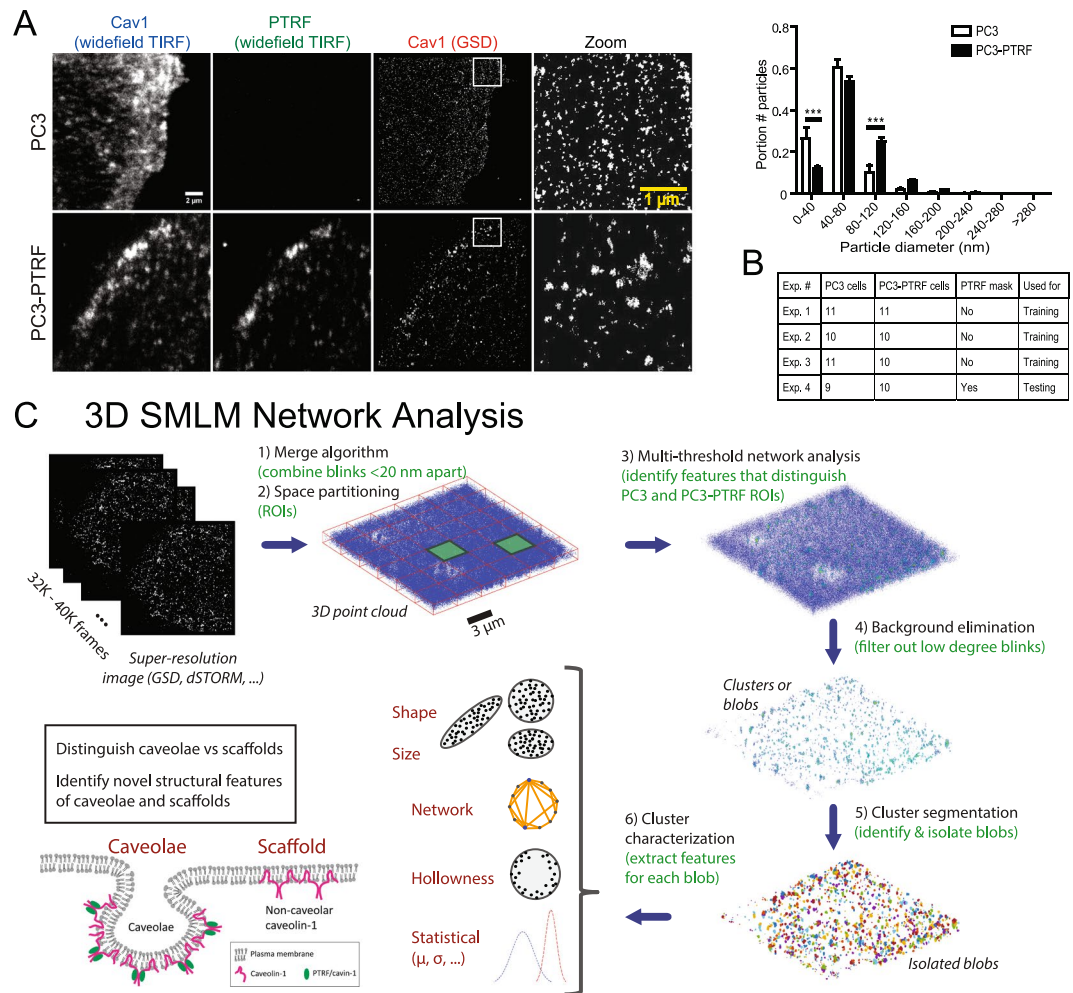 A
Cav1
(widefield TIRF)
PTRF
(widefield TIRF)
Cav1 (GSD)
Zoom
PC3
2 µm
1 µm
PC3-PTRF
PC3
PC3-PTRF
Portion # particles
0.8
0.6
0.4
0.2
0
***
***
0-40
40-80
80-120
120-160
160-200
200-240
240-280
>280
Particle diameter (nm)
B
Exp. # PC3 cells PC3-PTRF cells PTRF mask Used for
Exp. 1 11 11 No Training
Exp. 2 10 10 No Training
Exp. 3 11 10 No Training
Exp. 4 9 10 Yes Testing
C 3D SMLM Network Analysis
32K - 40K frames
...
Super-resolution
image (GSD, dSTORM, ...)
1) Merge algorithm
(combine blinks <20 nm apart)
2) Space partitioning
(ROIs)
3D point cloud
3 µm
3) Multi-threshold network analysis
(identify features that distinguish
PC3 and PC3-PTRF ROIs)
4) Background elimination
(filter out low degree blinks)
Clusters or
blobs
5) Cluster segmentation
(identify & isolate blobs)
Isolated blobs
6) Cluster
characterization
(extract features
for each blob)
Shape
Size
Network
Hollowness
Statistical
(µ, σ, ...)
Distinguish caveolae vs scaffolds
Identify novel structural features
of caveolae and scaffolds
Caveolae
Scaffold
Caveolae
Non-caveolar
caveolin-1
Plasma membrane
Caveolin-1
PTRF/cavin-1